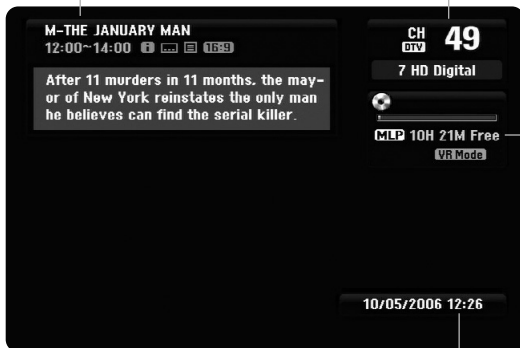 M-THE JANUARY MAN
12:00~14:00 i ... 16:9
After 11 murders in 11 months, the may-
or of New York reinstates the only man
he believes can find the serial killer.
CH
DTV 49
7 HD Digital
MLP 10H 21M Free
VR Mode
10/05/2006 12:26